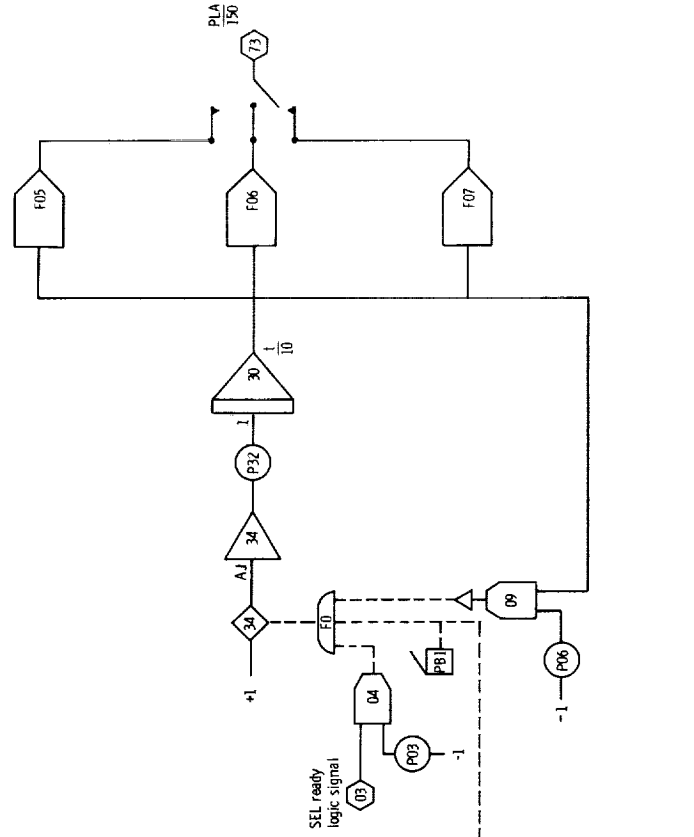 PLA
150
73
F05
F06
F07
t
10
30
1
P32
34
AJ
34
+1
F0
PB1
09
P06
-1
04
P03
-1
SEL ready
logic signal
03